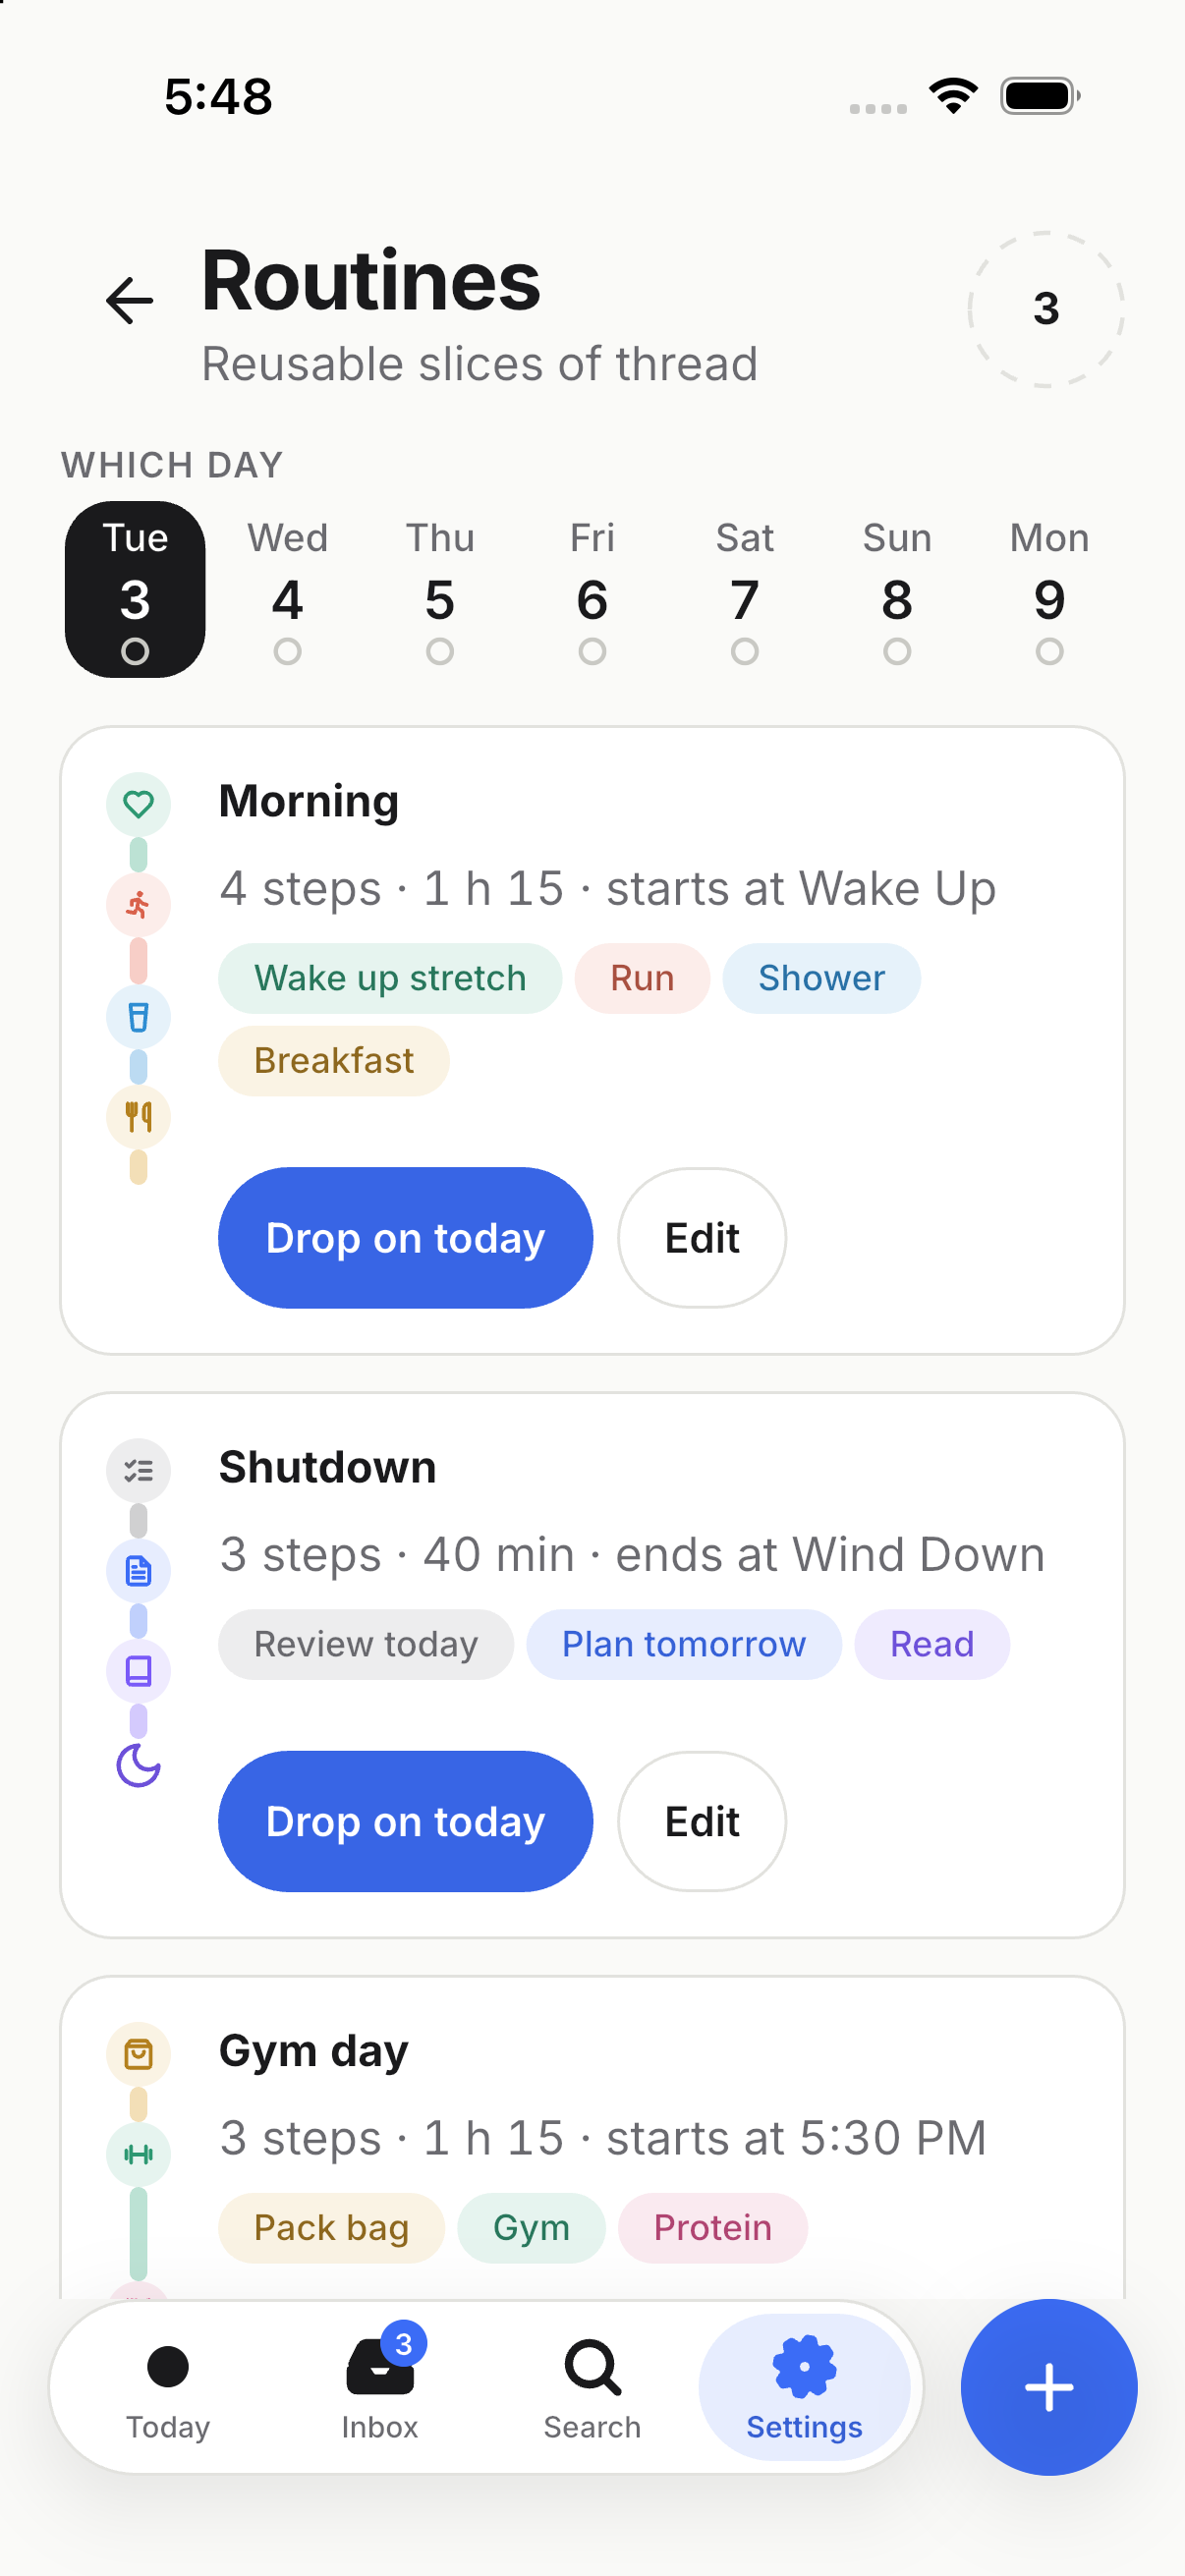 5:48
Routines
Reusable slices of thread
3
WHICH DAY
Tue Wed Thu Fri Sat Sun Mon
3 4 5 6 7 8 9
Morning
4 steps · 1 h 15 · starts at Wake Up
Wake up stretch Run Shower
Breakfast
Drop on today Edit
Shutdown
3 steps · 40 min · ends at Wind Down
Review today Plan tomorrow Read
Drop on today Edit
Gym day
3 steps · 1 h 15 · starts at 5:30 PM
Pack bag Gym Protein
3
Today Inbox Search Settings